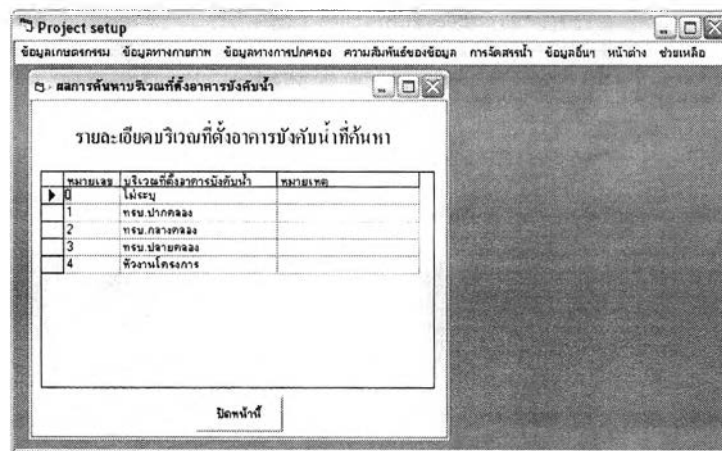 Project setup
ข้อมูลเกษตรกรรม ข้อมูลทางกายภาพ ข้อมูลทางการปกครอง ความสัมพันธ์ของข้อมูล การจัดสรรน้ำ ข้อมูลอื่นๆ หน้าต่าง ช่วยเหลือ
ผลการค้นหาบริเวณที่ตั้งอาคารบังคับน้ำ
รายละเอียดบริเวณที่ตั้งอาคารบังคับน้ำที่ค้นหา
หมายเลข บริเวณที่ตั้งอาคารบังคับน้ำ หมายเหตุ
0 ไม่ระบุ
1 ทรบ.ปากคลอง
2 ทรบ.กลางคลอง
3 ทรบ.ปลายคลอง
4 หัวงานโครงการ
ปิดหน้านี้